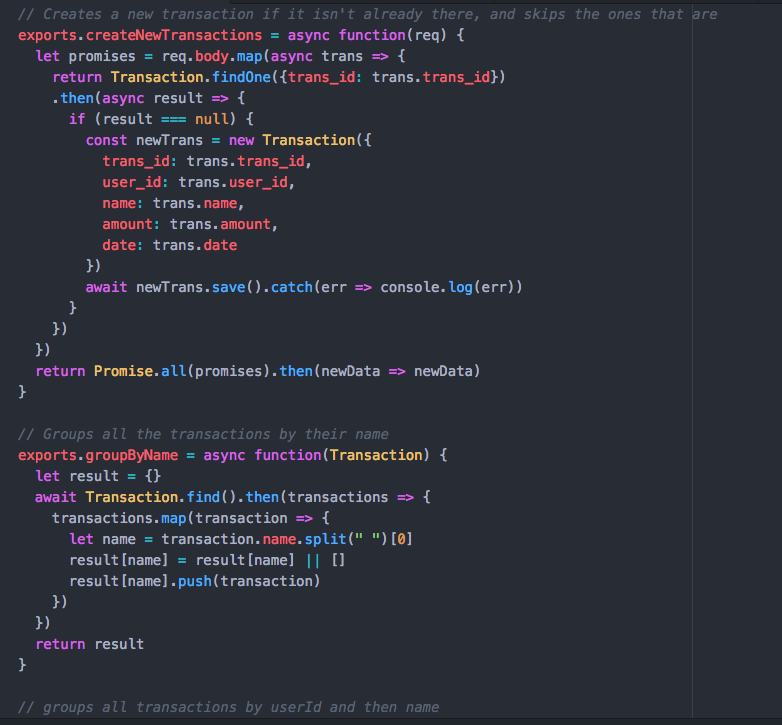 // Creates a new transaction if it isn't already there, and skips the ones that are
exports.createNewTransactions = async function(req) {
  let promises = req.body.map(async trans => {
    return Transaction.findOne({trans_id: trans.trans_id})
    .then(async result => {
      if (result === null) {
        const newTrans = new Transaction({
          trans_id: trans.trans_id,
          user_id: trans.user_id,
          name: trans.name,
          amount: trans.amount,
          date: trans.date
        })
        await newTrans.save().catch(err => console.log(err))
      }
    })
  })
  return Promise.all(promises).then(newData => newData)
}

// Groups all the transactions by their name
exports.groupByName = async function(Transaction) {
  let result = {}
  await Transaction.find().then(transactions => {
    transactions.map(transaction => {
      let name = transaction.name.split(" ")[0]
      result[name] = result[name] || []
      result[name].push(transaction)
    })
  })
  return result
}

// groups all transactions by userId and then name